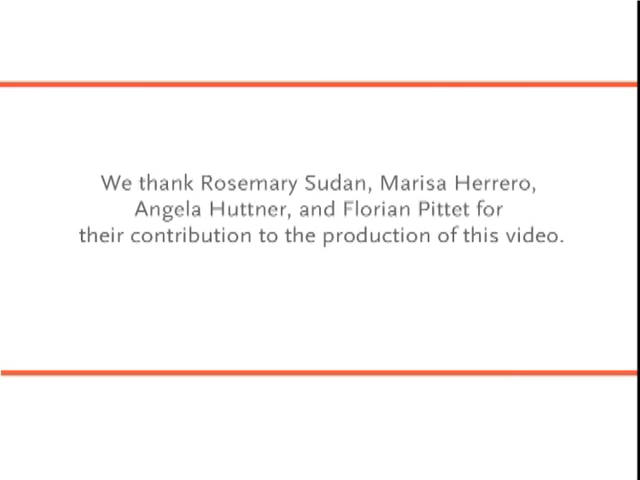 We thank Rosemary Sudan, Marisa Herrero,
Angela Huttner, and Florian Pittet for
their contribution to the production of this video.